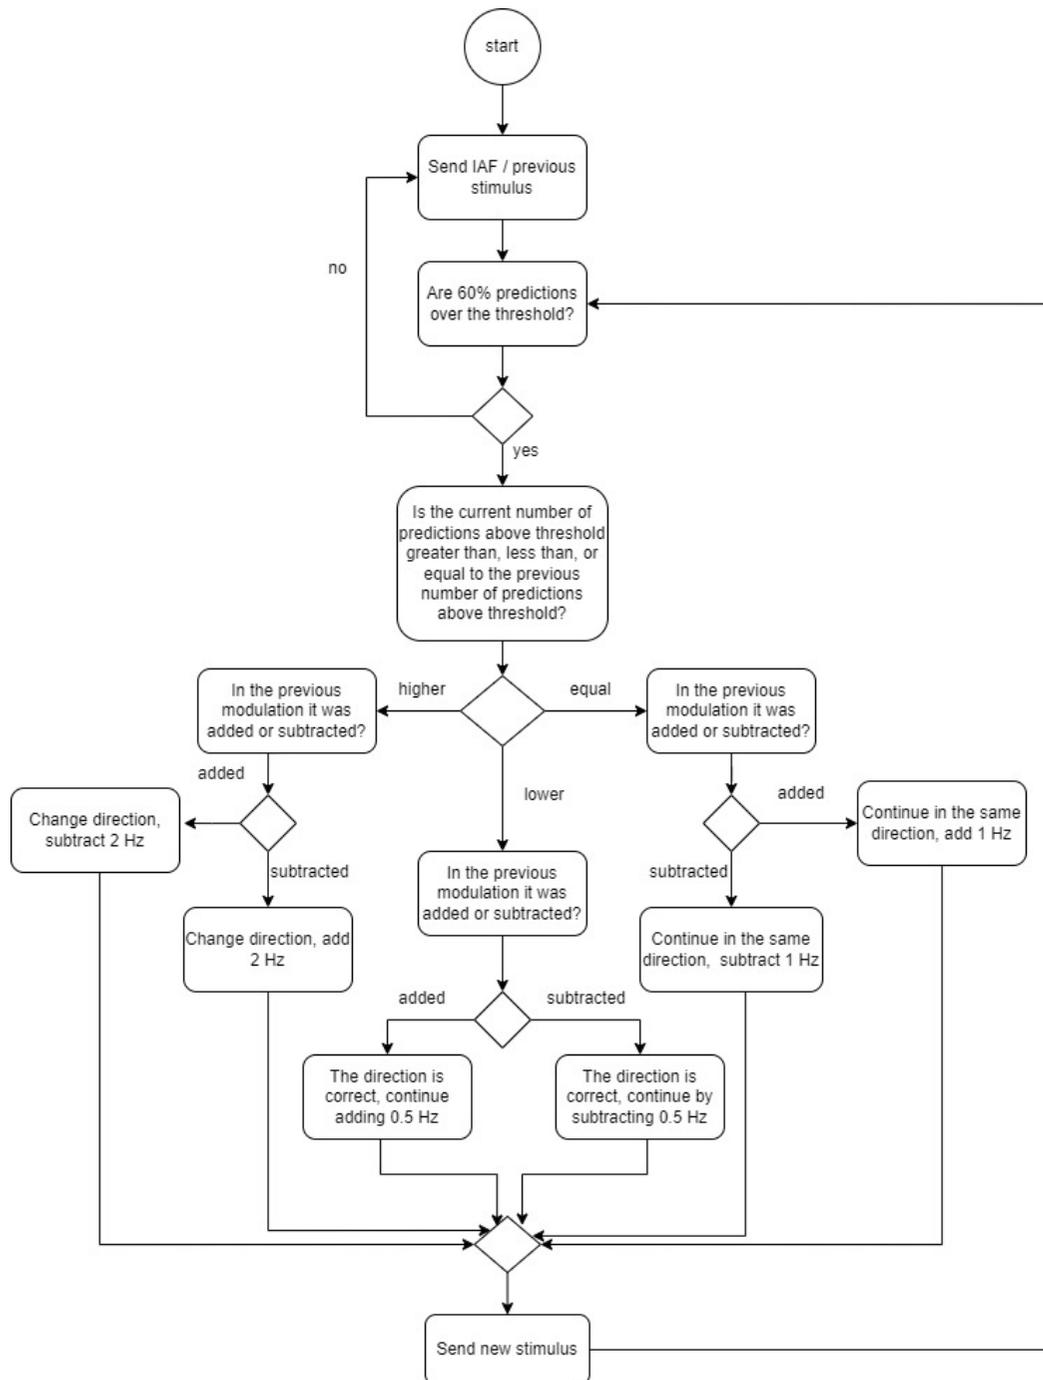 start
Send IAF / previous
stimulus
no
Are 60% predictions
over the threshold?
yes
Is the current number of
predictions above threshold
greater than, less than, or
equal to the previous
number of predictions
above threshold?
higher
equal
In the previous
modulation it was
added or subtracted?
In the previous
modulation it was
added or subtracted?
added
lower
added
Change direction,
subtract 2 Hz
Continue in the same
direction, add 1 Hz
subtracted
In the previous
modulation it was
added or subtracted?
subtracted
Change direction, add
2 Hz
Continue in the same
direction, subtract 1 Hz
added
subtracted
The direction is
correct, continue
adding 0.5 Hz
The direction is
correct, continue by
subtracting 0.5 Hz
Send new stimulus